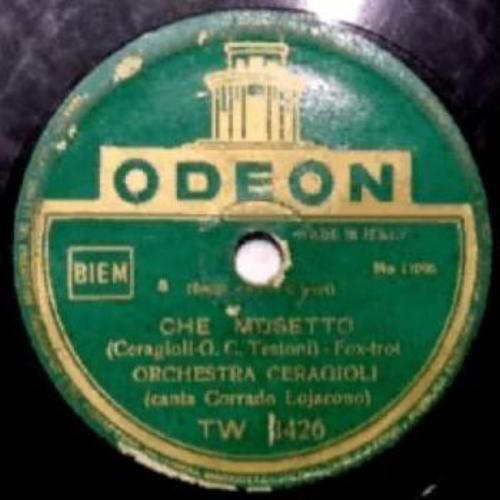 ODEON
MADE IN ITALY
BIEM
a
CHE MUSETTO
(Ceragioli-G. C. Testoni) - Fox-trot
ORCHESTRA CERAGIOLI
(canta Corrado Lojacono)
TW 3426